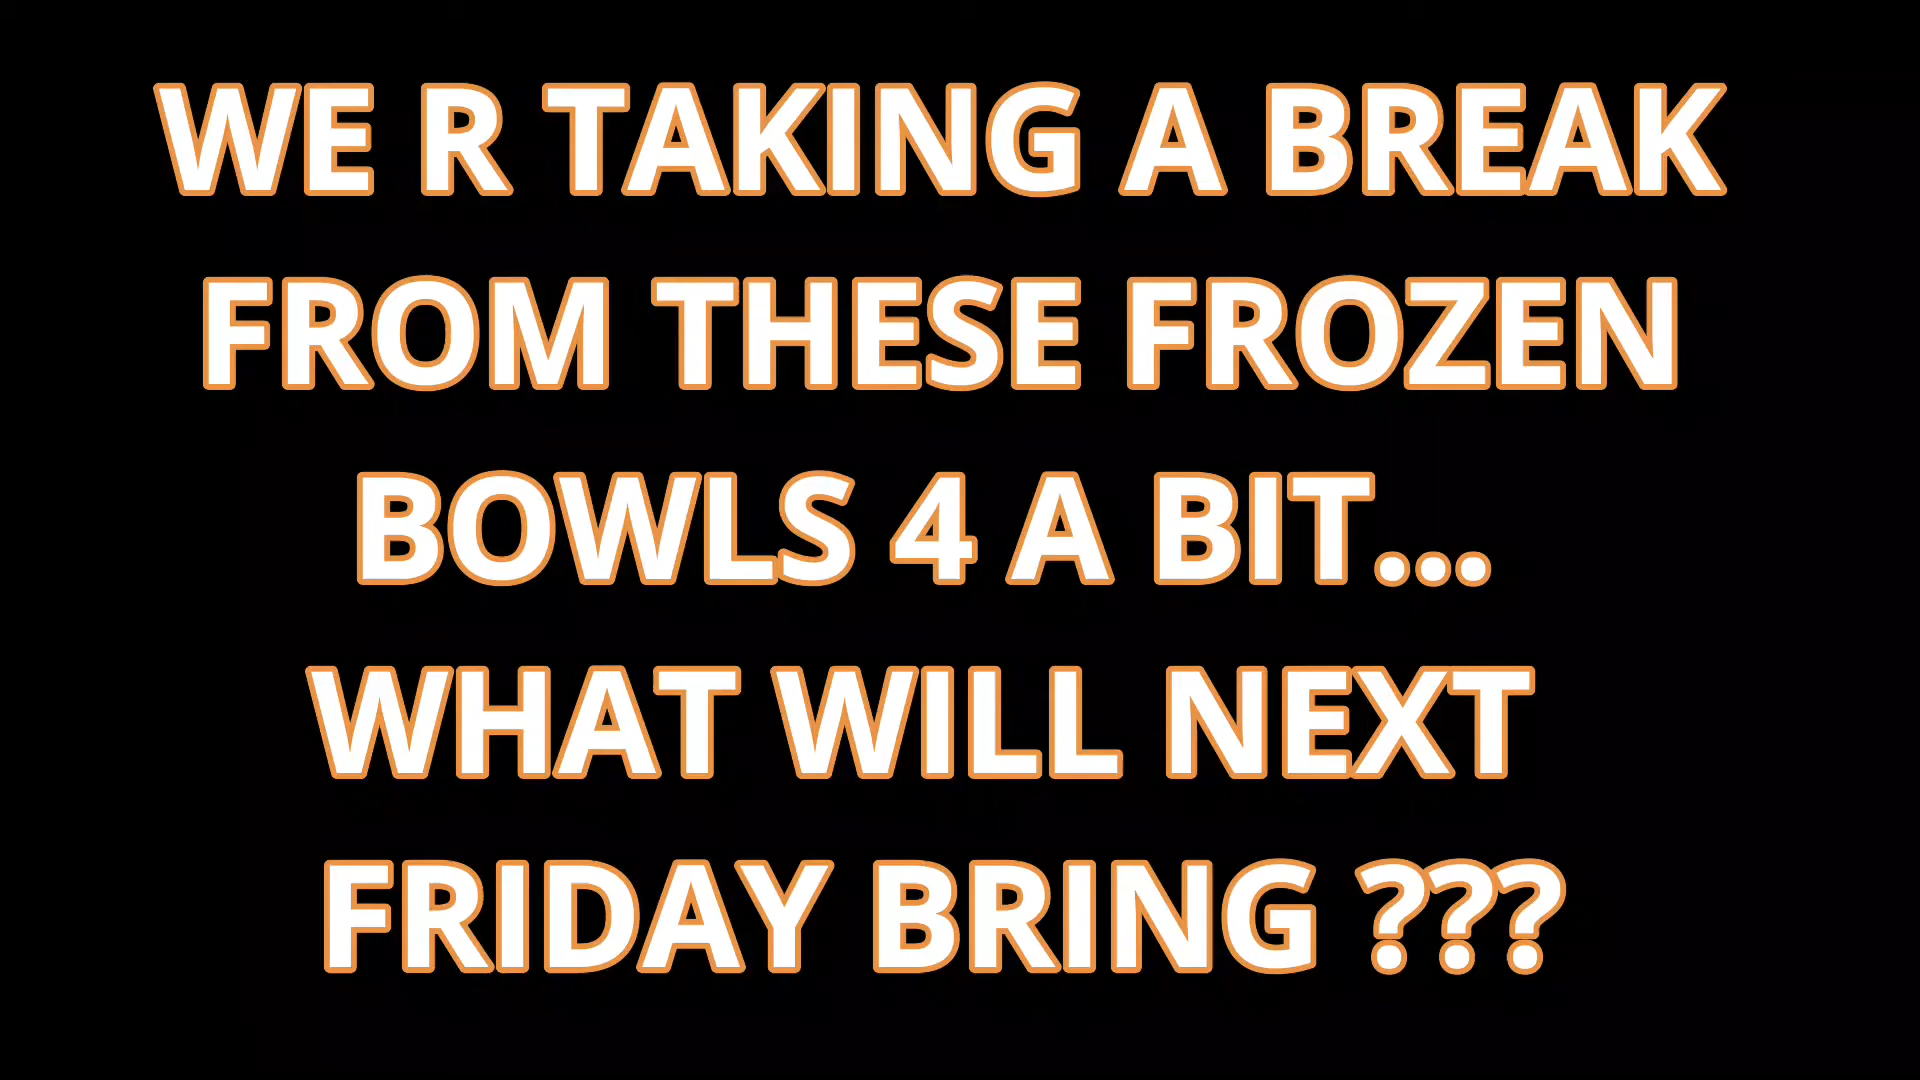 WE R TAKING A BREAK
FROM THESE FROZEN
BOWLS 4 A BIT...
WHAT WILL NEXT
FRIDAY BRING ???